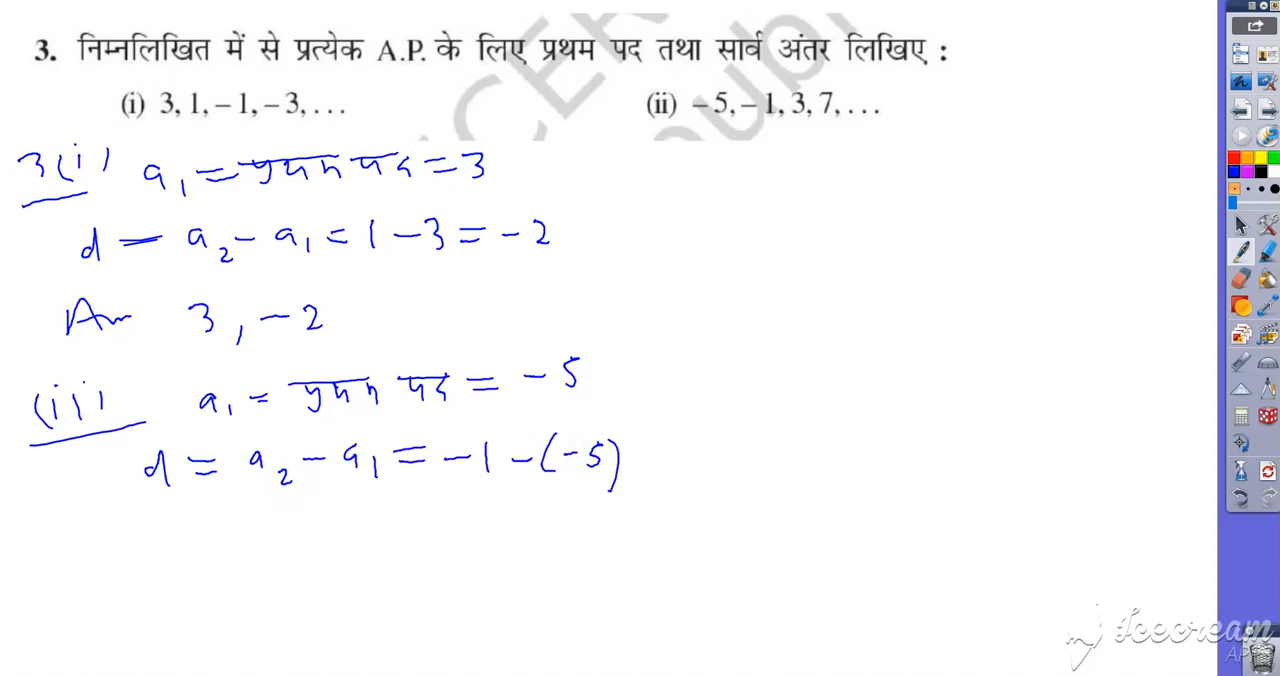 3. निम्नलिखित में से प्रत्येक A.P. के लिए प्रथम पद तथा सार्व अंतर लिखिए :
(i) 3, 1, – 1, – 3, . . . (ii) – 5, – 1, 3, 7, . . .
3(i) a₁ = प्रथम पद = 3
d = a₂ - a₁ = 1 - 3 = - 2
Ans 3, - 2
(ii) a₁ = प्रथम पद = - 5
d = a₂ - a₁ = - 1 - (- 5)
Icecream